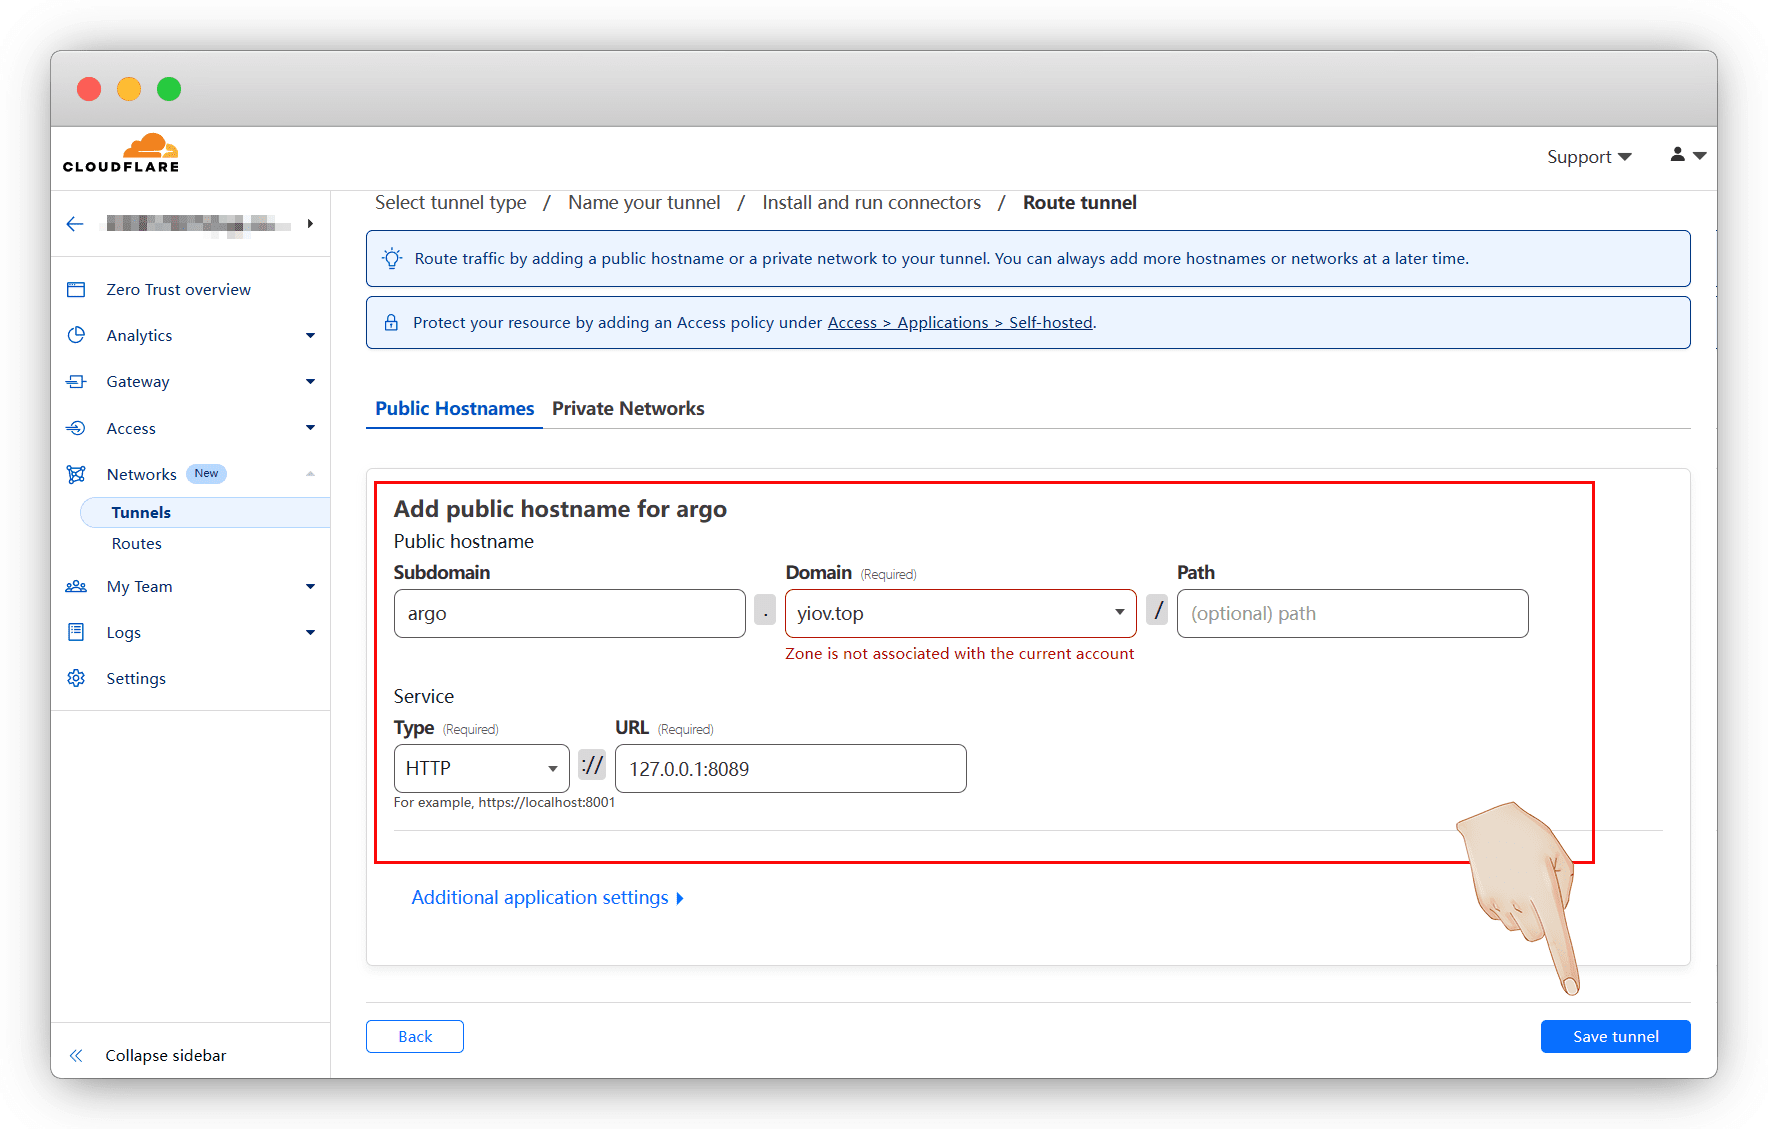 CLOUDFLARE
Support
Select tunnel type / Name your tunnel / Install and run connectors / Route tunnel
Route traffic by adding a public hostname or a private network to your tunnel. You can always add more hostnames or networks at a later time.
Protect your resource by adding an Access policy under Access > Applications > Self-hosted.
Zero Trust overview
Analytics
Gateway
Access
Networks New
Tunnels
Routes
My Team
Logs
Settings
Collapse sidebar
Public Hostnames Private Networks
Add public hostname for argo
Public hostname
Subdomain Domain (Required) Path
argo . yiov.top / (optional) path
Zone is not associated with the current account
Service
Type (Required) URL (Required)
HTTP :// 127.0.0.1:8089
For example, https://localhost:8001
Additional application settings
Back Save tunnel